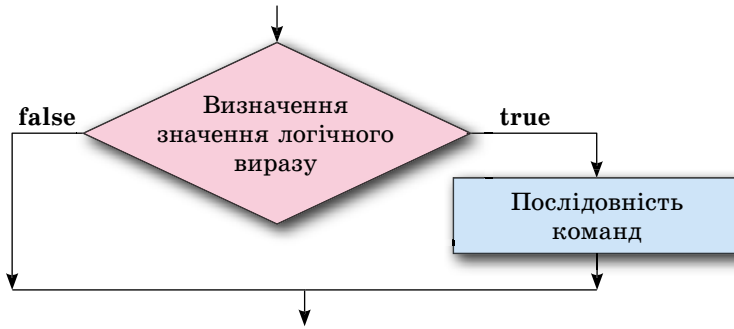 false
Визначення
значення логічного
виразу
true
Послідовність
команд